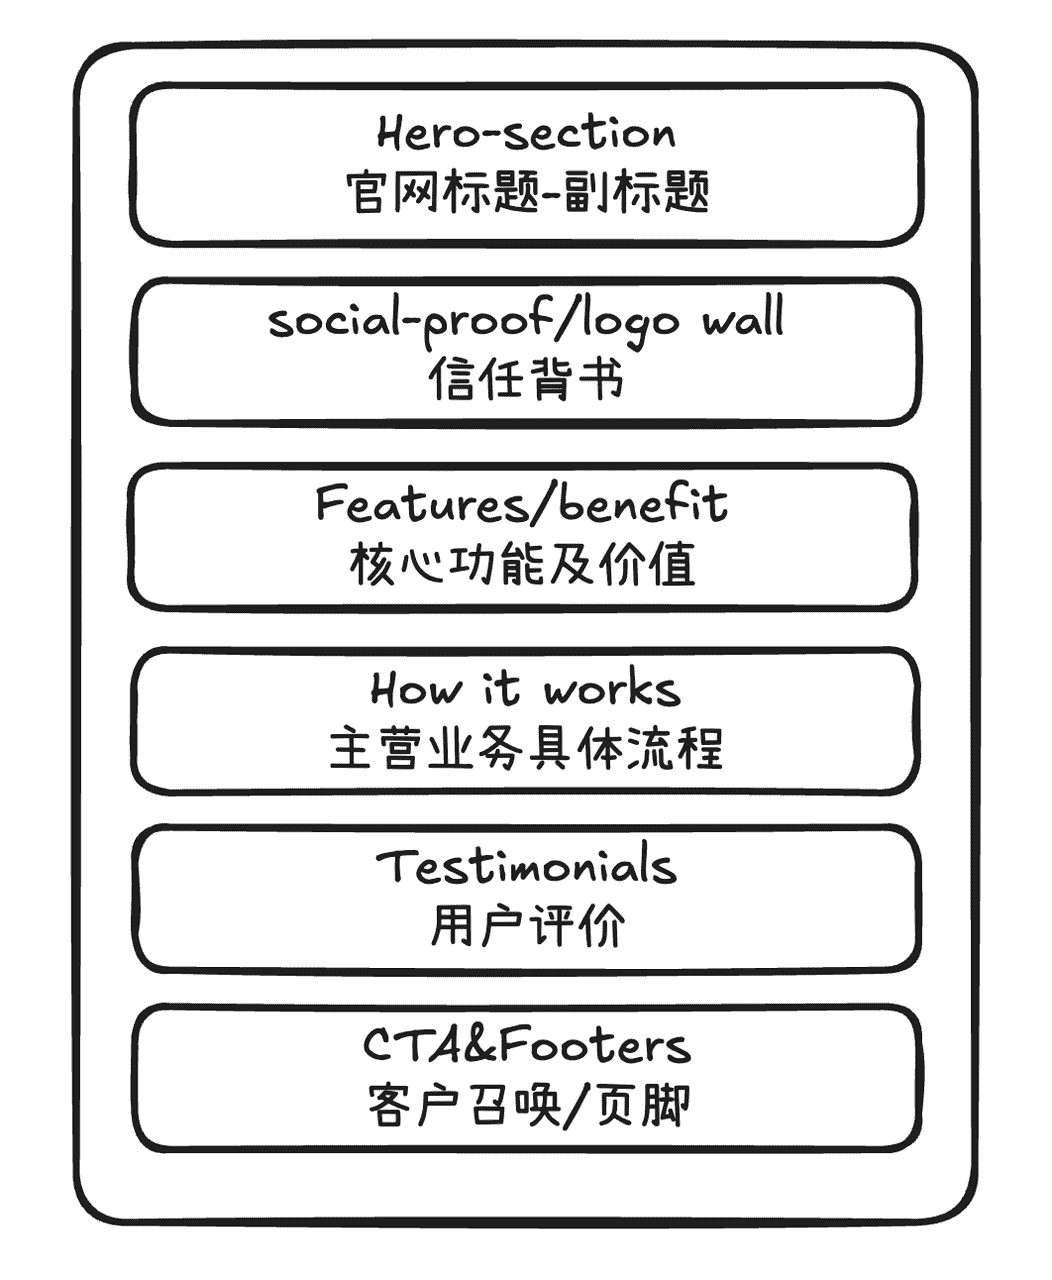 Hero-section
官网标题-副标题
social-proof/logo wall
信任背书
Features/benefit
核心功能及价值
How it works
主营业务具体流程
Testimonials
用户评价
CTA&Footers
客户召唤/页脚